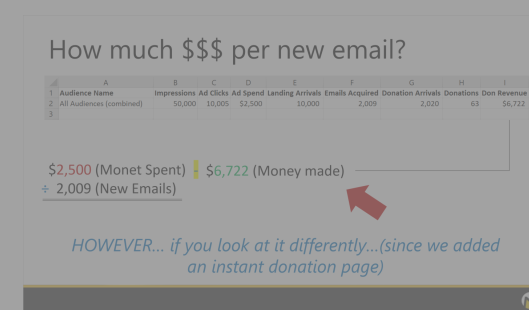 How much $$$ per new email?
A B C D E F G H I
1 Audience Name Impressions Ad Clicks Ad Spend Landing Arrivals Emails Acquired Donation Arrivals Donations Don Revenue
2 All Audiences (combined) 50,000 10,005 $2,500 10,000 2,009 2,020 63 $6,722
3
$2,500 (Monet Spent) - $6,722 (Money made)
÷ 2,009 (New Emails)
HOWEVER... if you look at it differently...(since we added
an instant donation page)